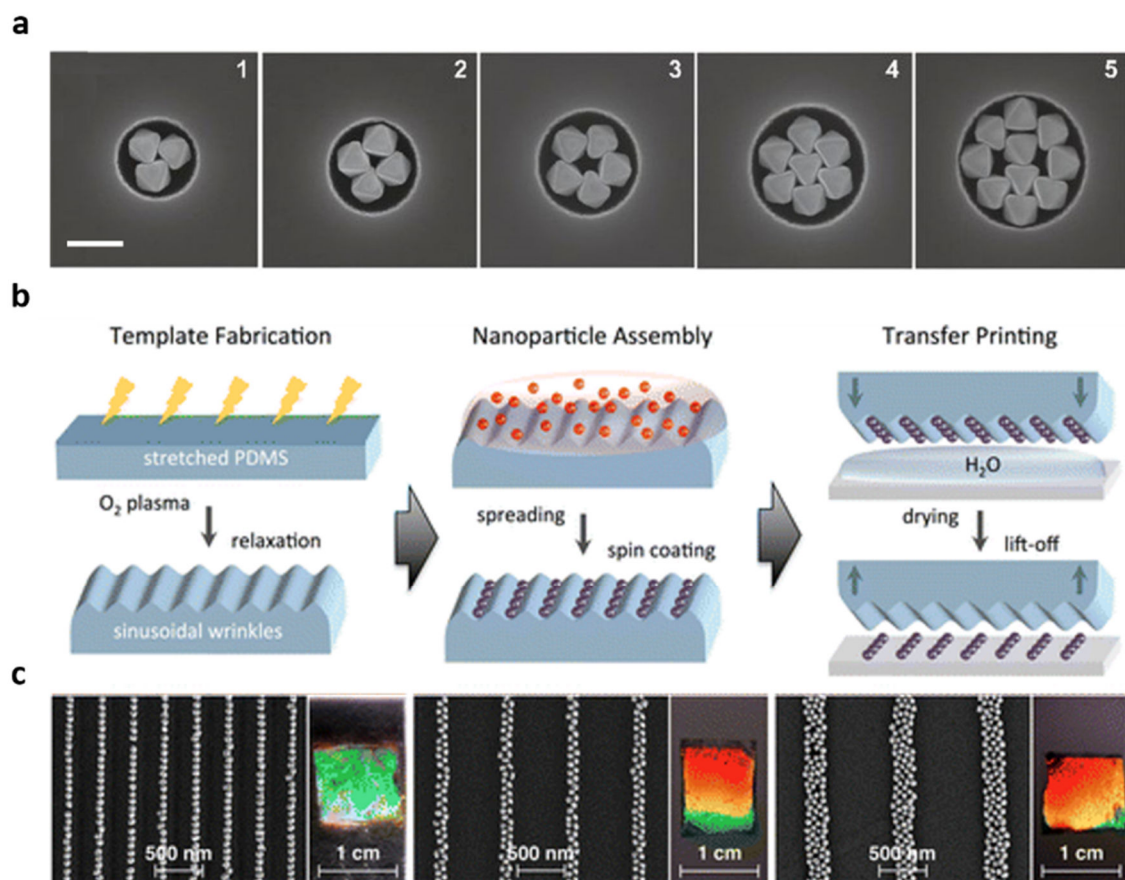 a
1 2 3 4 5
b
Template Fabrication
stretched PDMS
O₂ plasma
relaxation
sinusoidal wrinkles
Nanoparticle Assembly
spreading
spin coating
Transfer Printing
H₂O
drying
lift-off
c
500 nm 1 cm 500 nm 1 cm 500 nm 1 cm